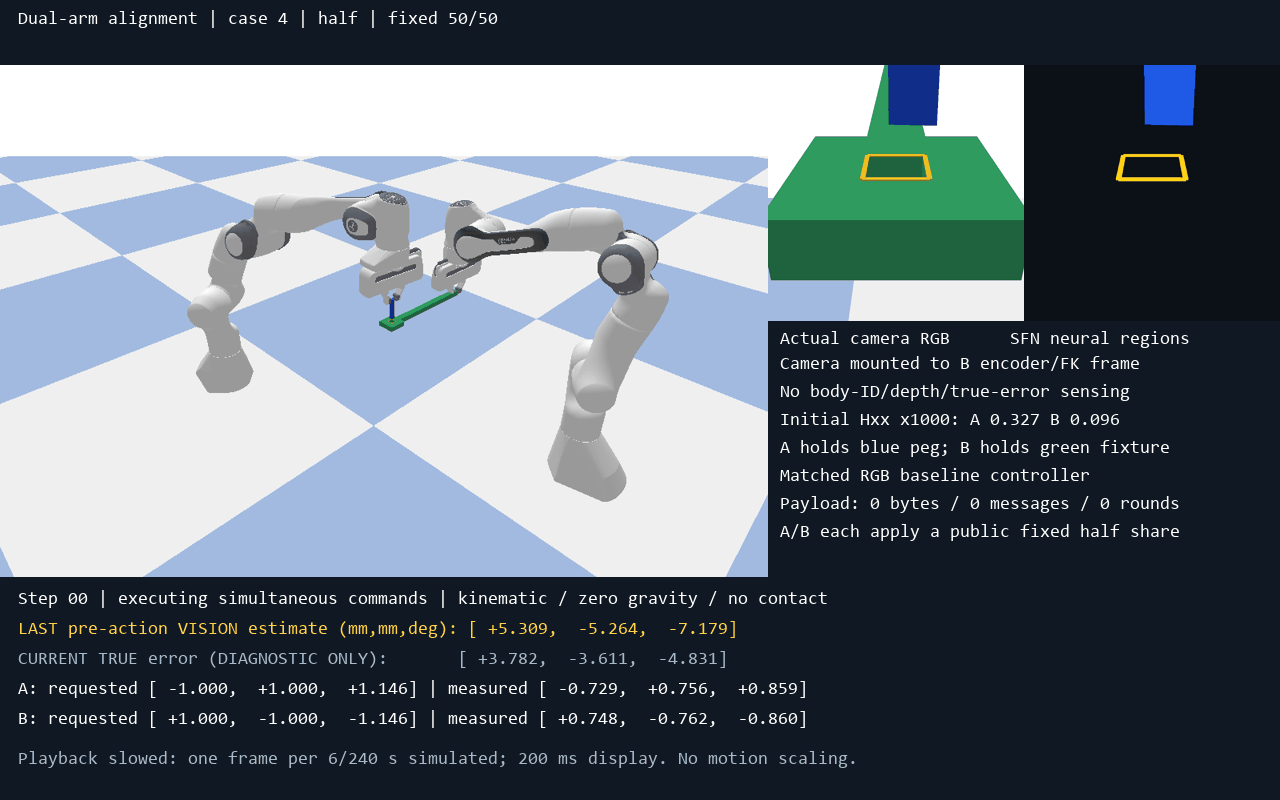 Dual-arm alignment | case 4 | half | fixed 50/50
Actual camera RGB      SFN neural regions
Camera mounted to B encoder/FK frame
No body-ID/depth/true-error sensing
Initial Hxx x1000: A 0.327 B 0.096
A holds blue peg; B holds green fixture
Matched RGB baseline controller
Payload: 0 bytes / 0 messages / 0 rounds
A/B each apply a public fixed half share
Step 00 | executing simultaneous commands | kinematic / zero gravity / no contact
LAST pre-action VISION estimate (mm,mm,deg): [ +5.309,  -5.264,  -7.179]
CURRENT TRUE error (DIAGNOSTIC ONLY):       [ +3.782,  -3.611,  -4.831]
A: requested [ -1.000,  +1.000,  +1.146] | measured [ -0.729,  +0.756,  +0.859]
B: requested [ +1.000,  -1.000,  -1.146] | measured [ +0.748,  -0.762,  -0.860]
Playback slowed: one frame per 6/240 s simulated; 200 ms display. No motion scaling.